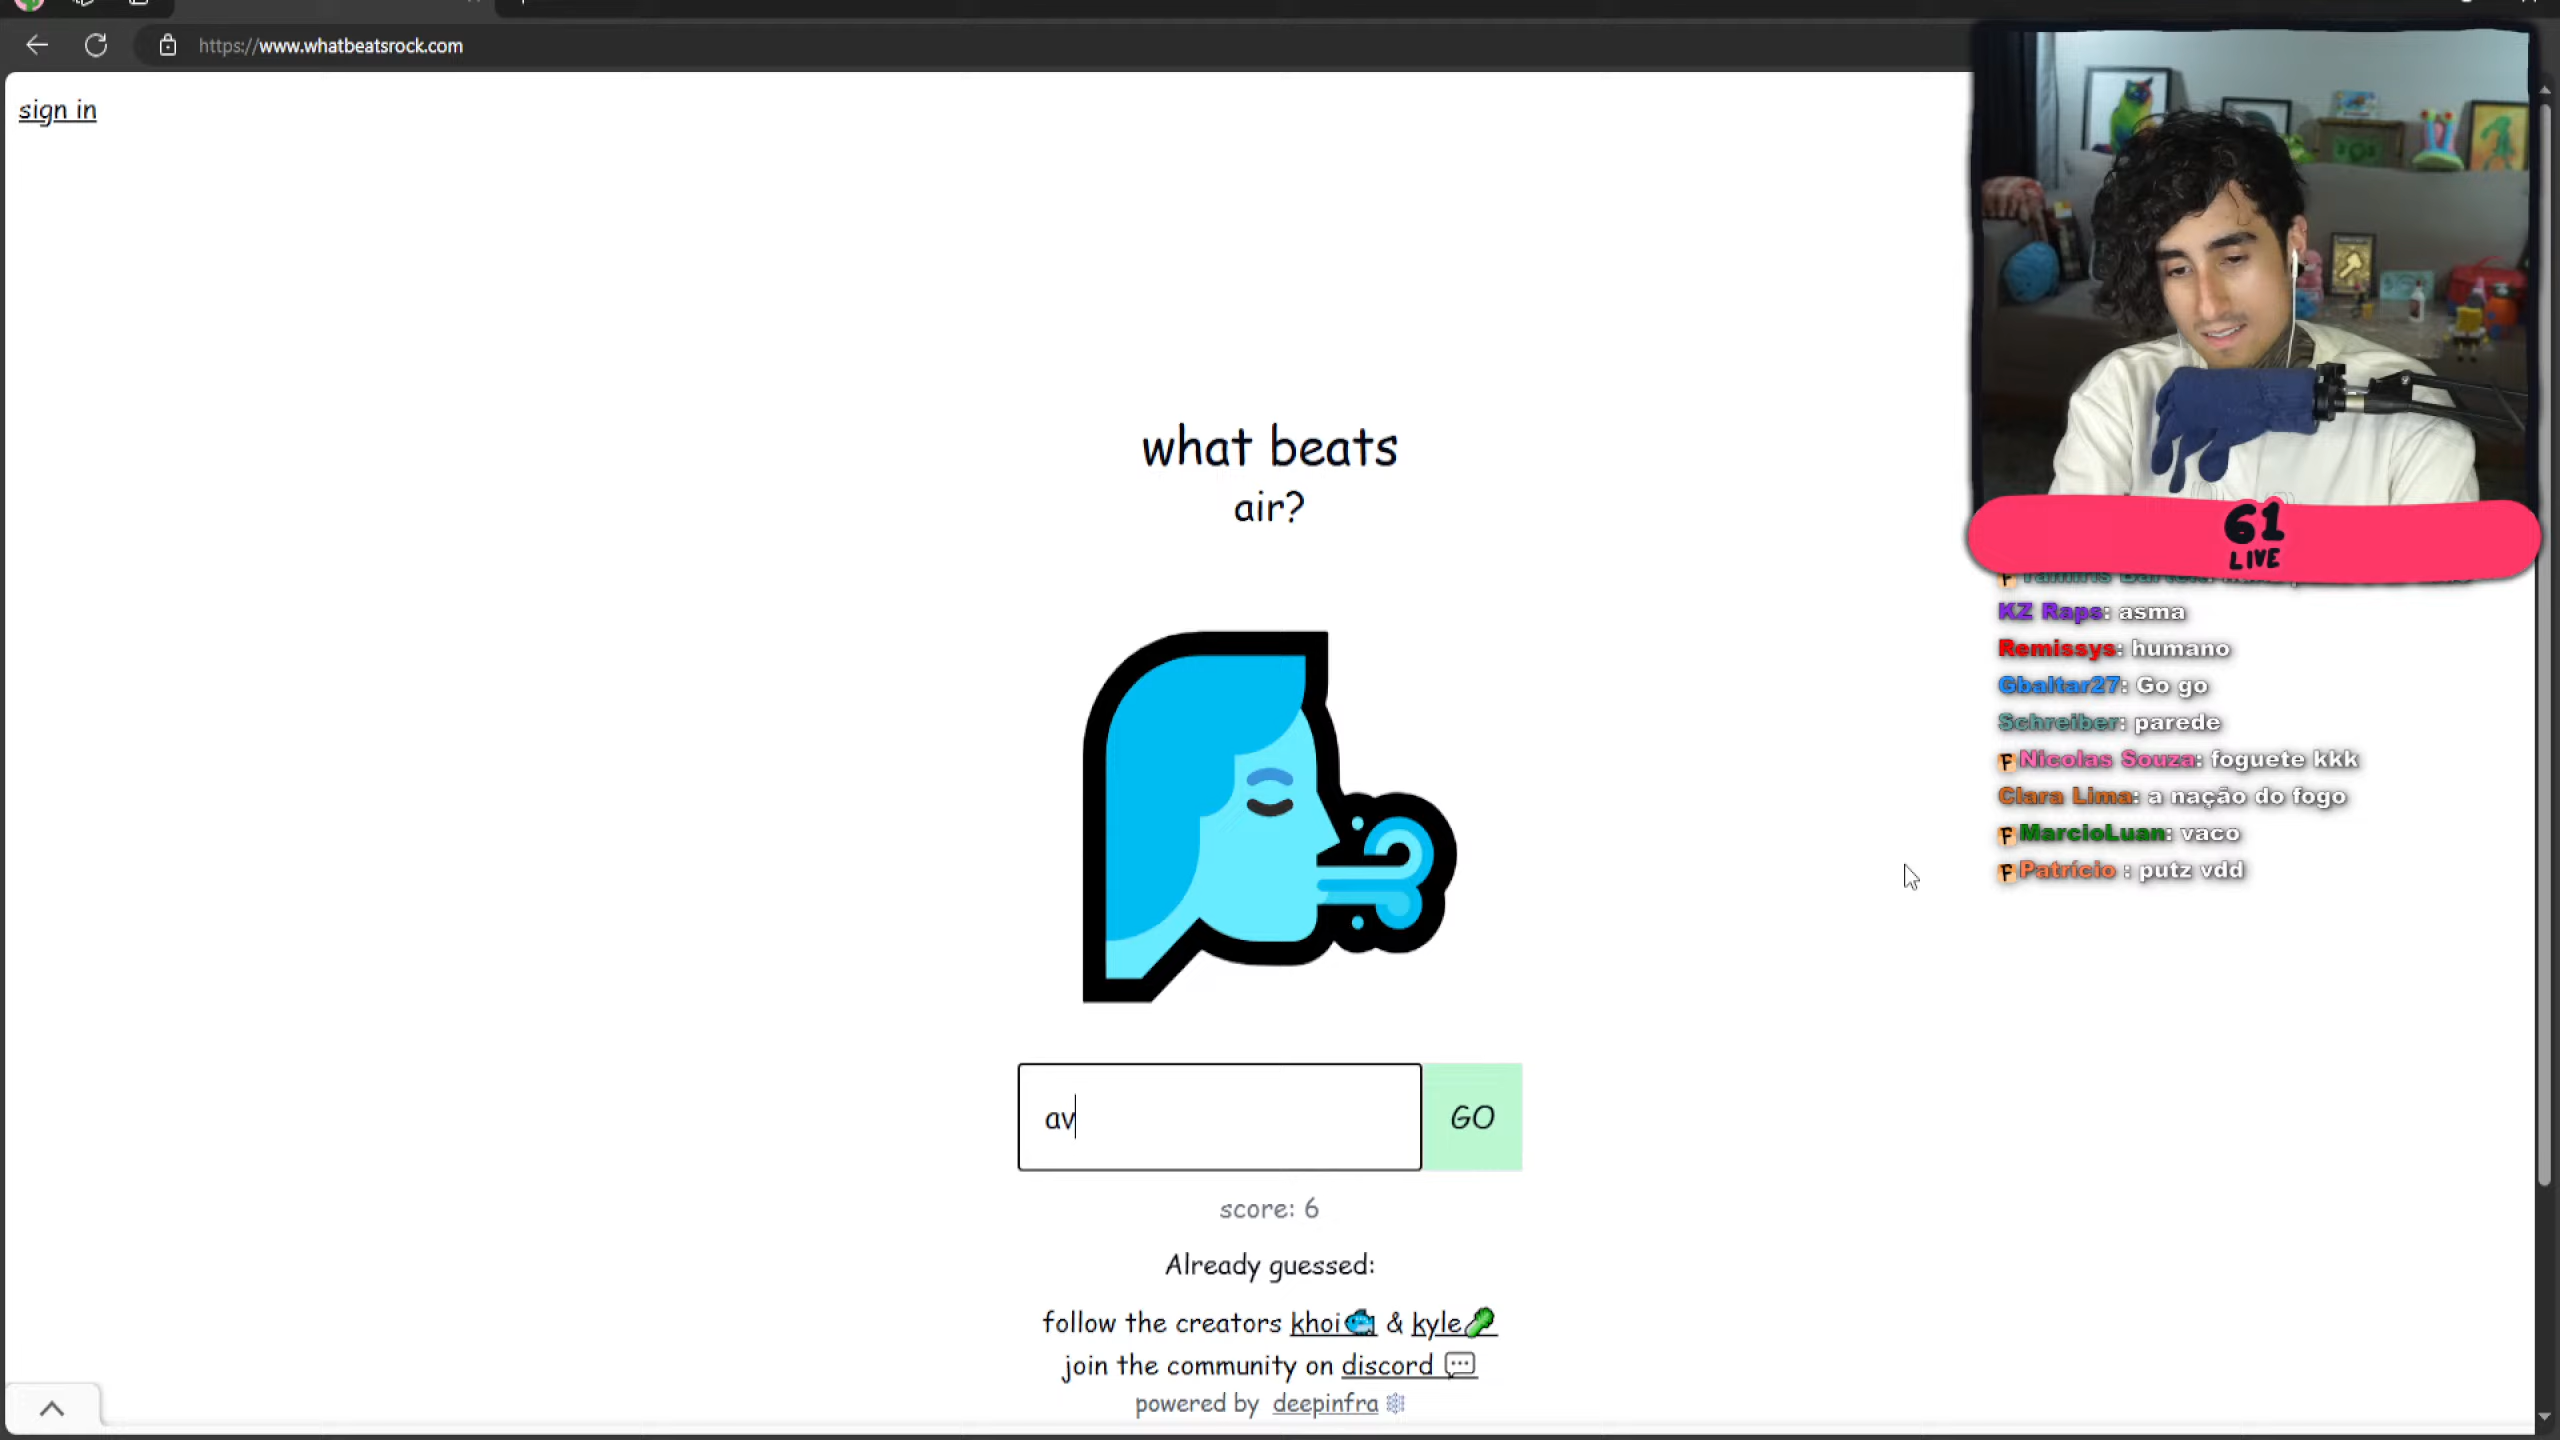 https://www.whatbeatsrock.com
sign in
what beats
air?
av
GO
score: 6
Already guessed:
follow the creators khoi & kyle
join the community on discord
powered by deepinfra
61
LIVE
KZ Raps: asma
Remissys: humano
Gbaltar27: Go go
Schreiber: parede
Nicolas Souza: foguete kkk
Clara Lima: a nação do fogo
MarcioLuan: vaco
Patrício : putz vdd